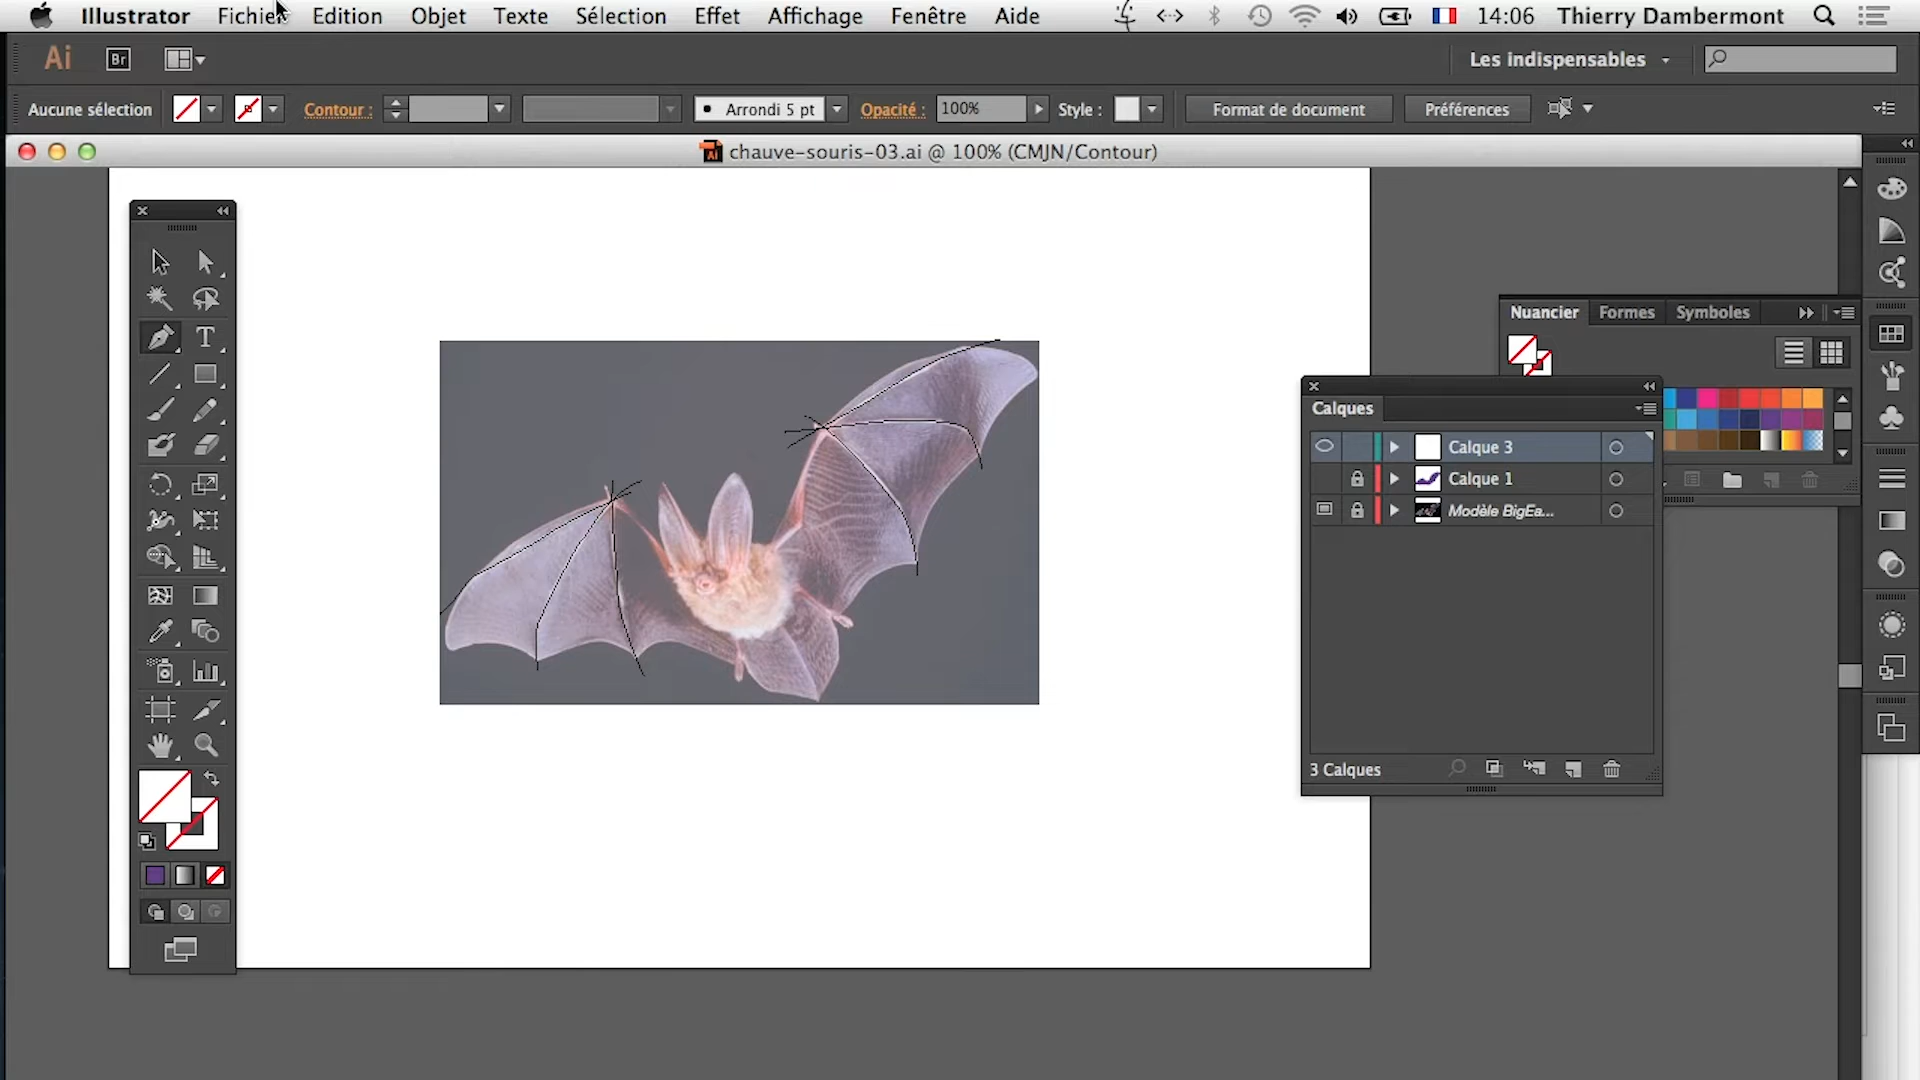 Illustrator Fichier Edition Objet Texte Sélection Effet Affichage Fenêtre Aide 14:06 Thierry Dambermont
Ai Br Les indispensables
Aucune sélection Contour : Arrondi 5 pt Opacité : 100% Style : Format de document Préférences
chauve-souris-03.ai @ 100% (CMJN/Contour)
Nuancier Formes Symboles
Calques
Calque 3
Calque 1
Modèle BigEa...
3 Calques